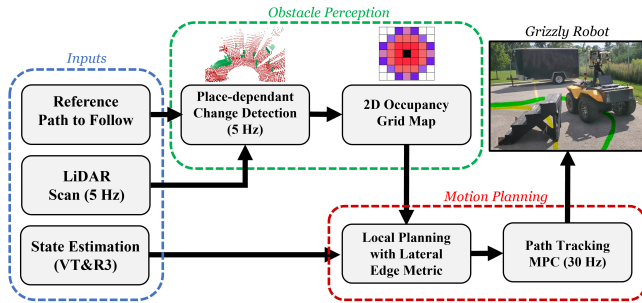 Obstacle Perception
Inputs
Grizzly Robot
Reference
Path to Follow
Place-dependant
Change Detection
(5 Hz)
2D Occupancy
Grid Map
LiDAR
Scan (5 Hz)
Motion Planning
State Estimation
(VT&R3)
Local Planning
with Lateral
Edge Metric
Path Tracking
MPC (30 Hz)